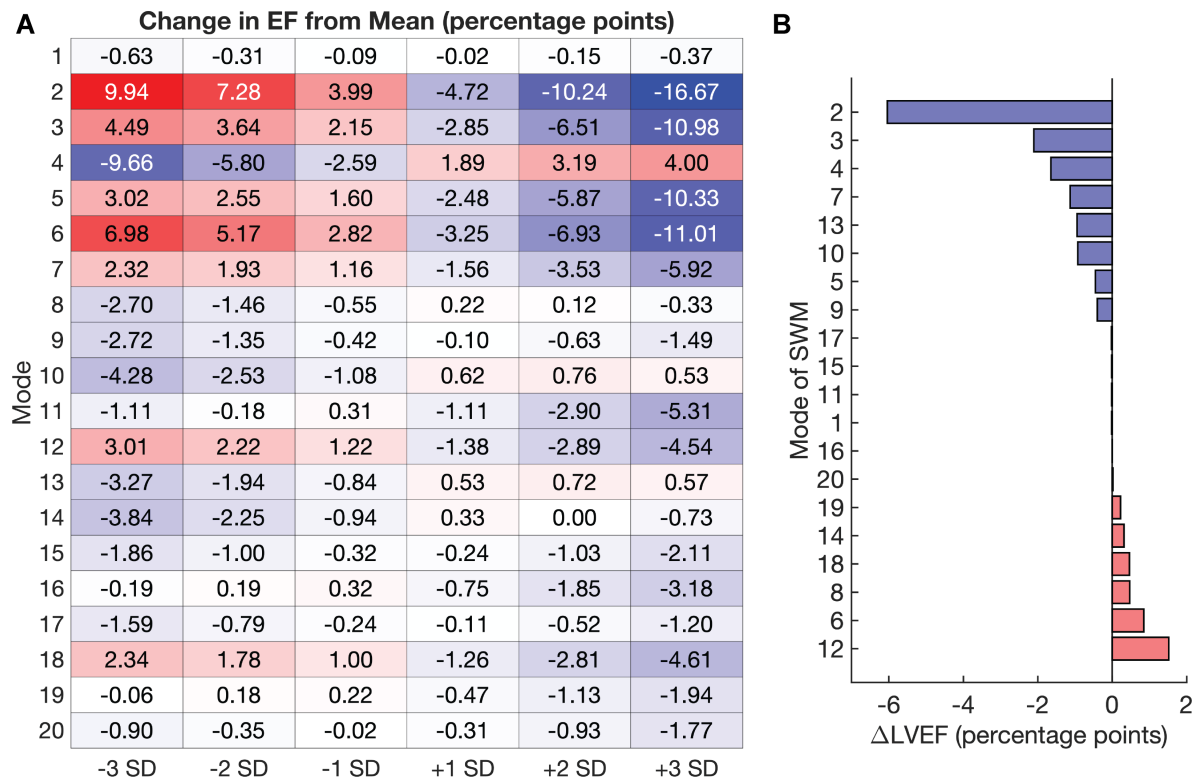 A
Change in EF from Mean (percentage points)
1 -0.63 -0.31 -0.09 -0.02 -0.15 -0.37
2 9.94 7.28 3.99 -4.72 -10.24 -16.67
3 4.49 3.64 2.15 -2.85 -6.51 -10.98
4 -9.66 -5.80 -2.59 1.89 3.19 4.00
5 3.02 2.55 1.60 -2.48 -5.87 -10.33
6 6.98 5.17 2.82 -3.25 -6.93 -11.01
7 2.32 1.93 1.16 -1.56 -3.53 -5.92
8 -2.70 -1.46 -0.55 0.22 0.12 -0.33
9 -2.72 -1.35 -0.42 -0.10 -0.63 -1.49
10 -4.28 -2.53 -1.08 0.62 0.76 0.53
11 -1.11 -0.18 0.31 -1.11 -2.90 -5.31
12 3.01 2.22 1.22 -1.38 -2.89 -4.54
13 -3.27 -1.94 -0.84 0.53 0.72 0.57
14 -3.84 -2.25 -0.94 0.33 0.00 -0.73
15 -1.86 -1.00 -0.32 -0.24 -1.03 -2.11
16 -0.19 0.19 0.32 -0.75 -1.85 -3.18
17 -1.59 -0.79 -0.24 -0.11 -0.52 -1.20
18 2.34 1.78 1.00 -1.26 -2.81 -4.61
19 -0.06 0.18 0.22 -0.47 -1.13 -1.94
20 -0.90 -0.35 -0.02 -0.31 -0.93 -1.77
-3 SD -2 SD -1 SD +1 SD +2 SD +3 SD
Mode
B
2
3
4
7
13
10
5
9
17
15
11
1
16
20
19
14
18
8
6
12
Mode of SWM
-6 -4 -2 0 2
ΔLVEF (percentage points)